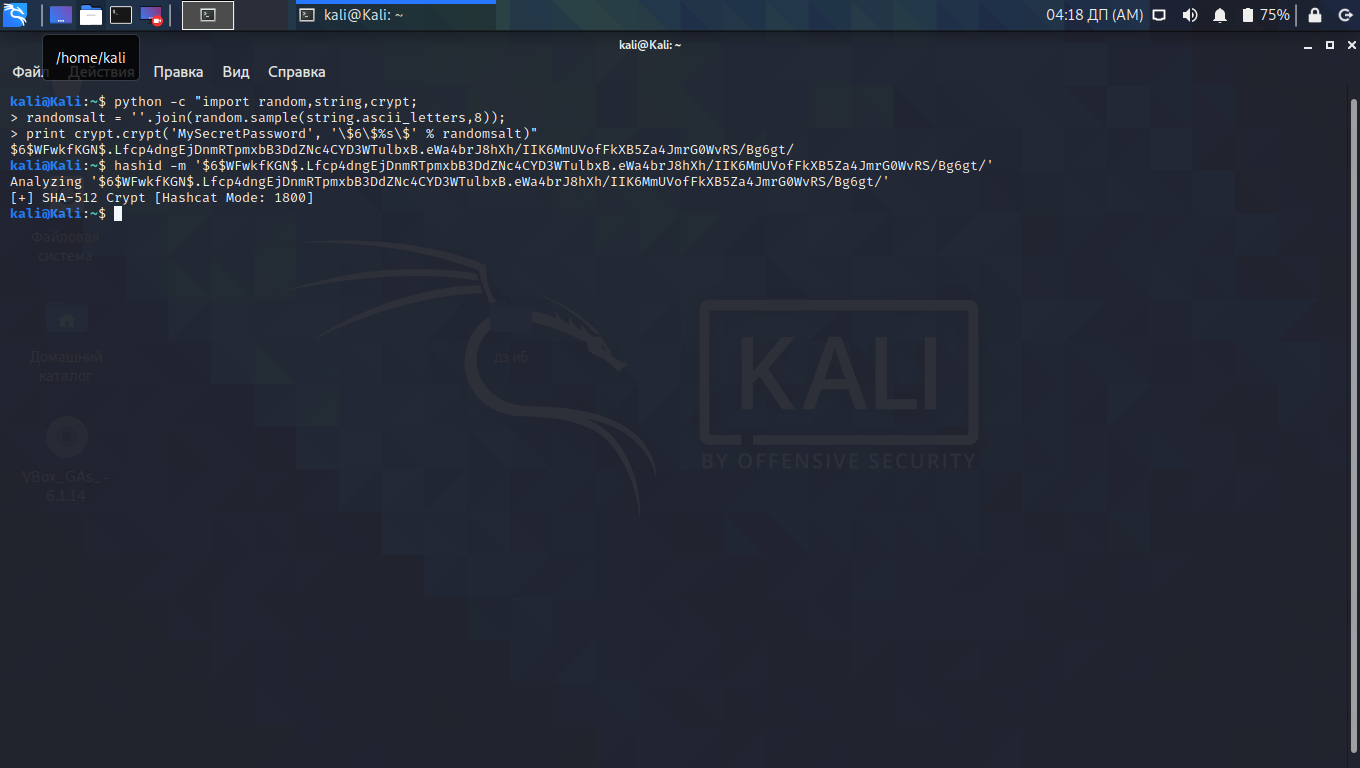 kali@Kali: ~
04:18 ДП (AM)
75%
kali@Kali: ~
/home/kali
Файл Действия Правка Вид Справка
kali@Kali:~$ python -c "import random,string,crypt;
> randomsalt = ''.join(random.sample(string.ascii_letters,8));
> print crypt.crypt('MySecretPassword', '\$6\$%s\$' % randomsalt)"
$6$WFwkfKGN$.Lfcp4dngEjDnmRTpmxbB3DdZNc4CYD3WTulbxB.eWa4brJ8hXh/IIK6MmUVofFkXB5Za4JmrG0WvRS/Bg6gt/
kali@Kali:~$ hashid -m '$6$WFwkfKGN$.Lfcp4dngEjDnmRTpmxbB3DdZNc4CYD3WTulbxB.eWa4brJ8hXh/IIK6MmUVofFkXB5Za4JmrG0WvRS/Bg6gt/'
Analyzing '$6$WFwkfKGN$.Lfcp4dngEjDnmRTpmxbB3DdZNc4CYD3WTulbxB.eWa4brJ8hXh/IIK6MmUVofFkXB5Za4JmrG0WvRS/Bg6gt/'
[+] SHA-512 Crypt [Hashcat Mode: 1800]
kali@Kali:~$
Файловая
система
Домашний
каталог
дз иб
VBox_GAs_-
6.1.14
KALI
BY OFFENSIVE SECURITY